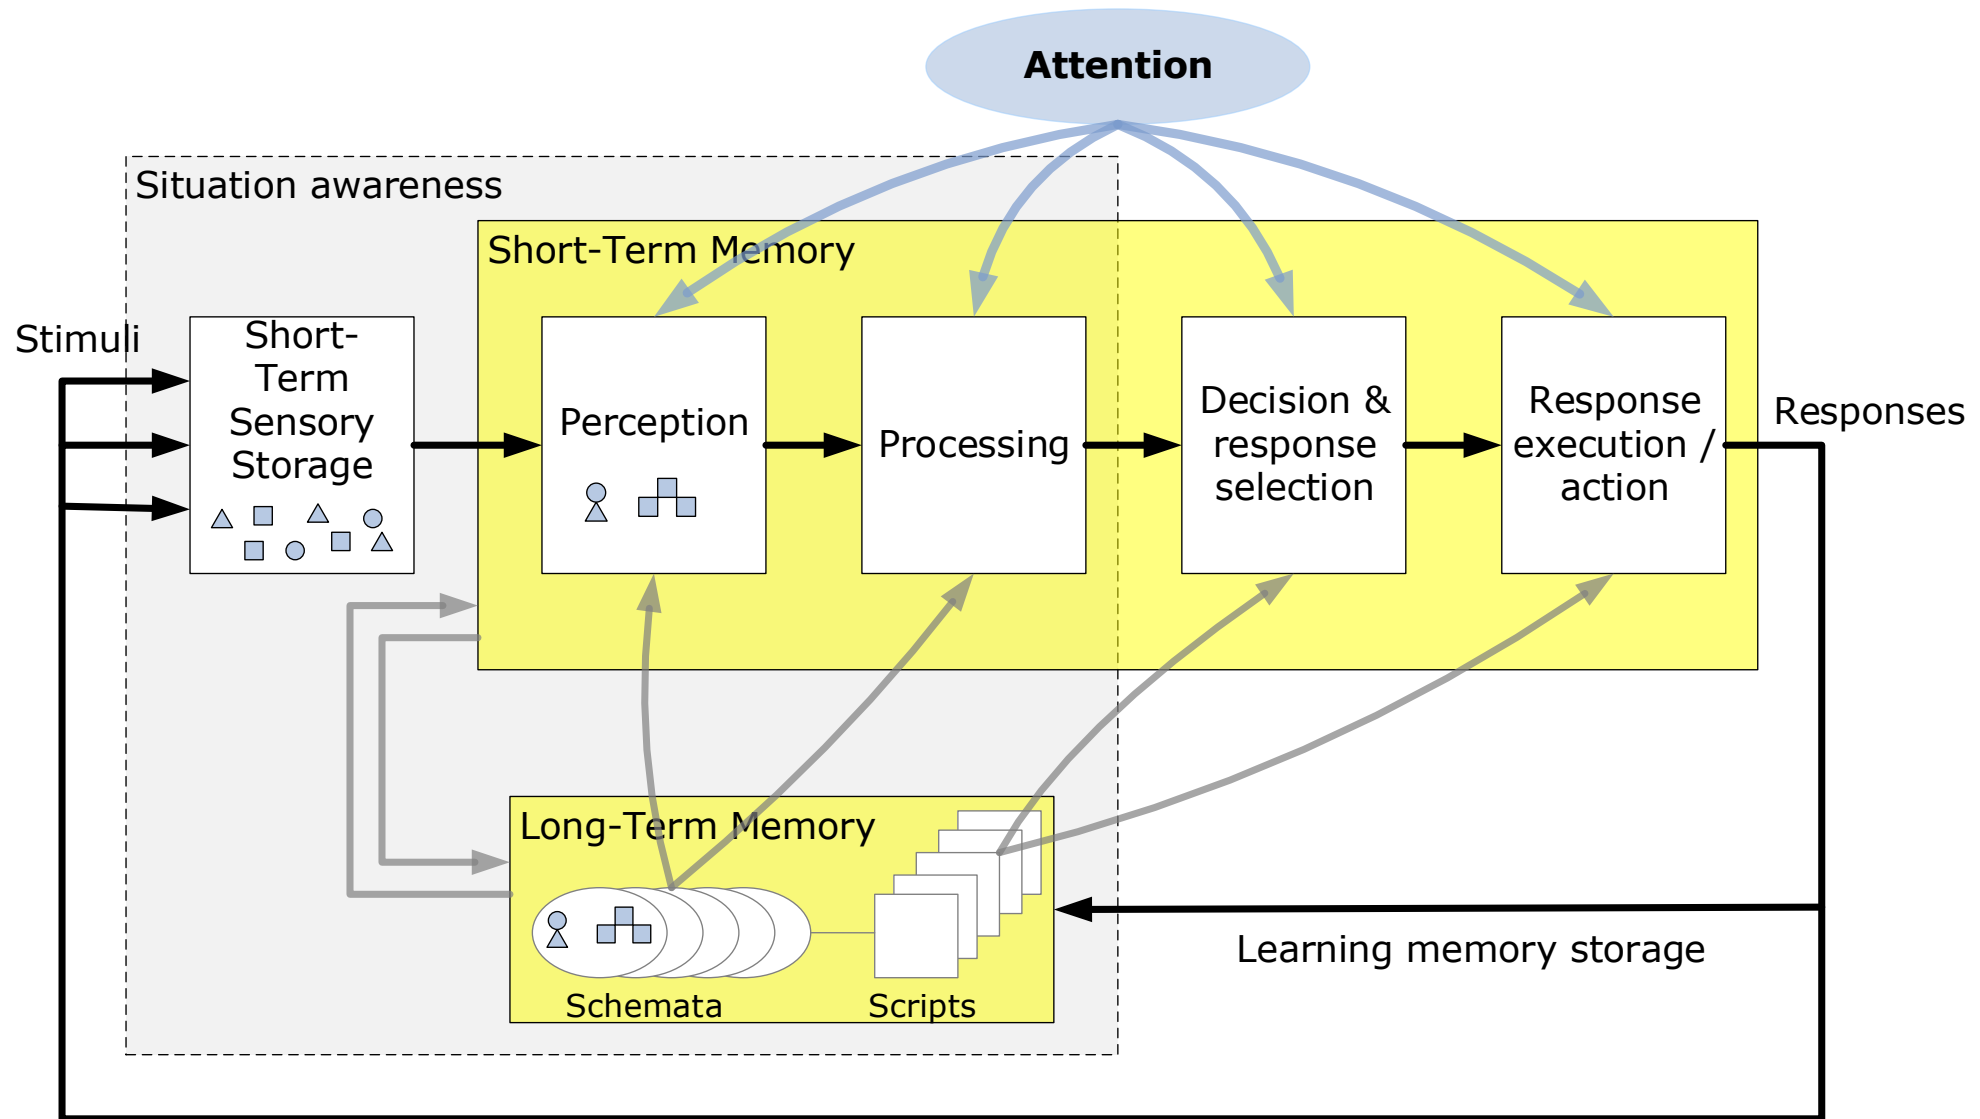 Attention
Situation awareness
Short-Term Memory
Stimuli
Short-
Term
Sensory
Storage
Perception
Processing
Decision &
response
selection
Response
execution /
action
Responses
Long-Term Memory
Schemata
Scripts
Learning memory storage